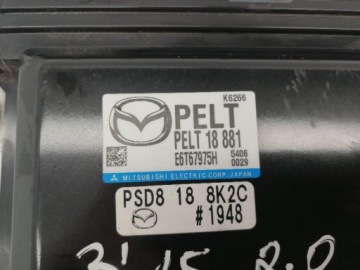 K6266
PELT
PELT 18 881
E6T67975H
5406
0029
MITSUBISHI ELECTRIC CORP. JAPAN
PSD8 18 8K2C
#1948